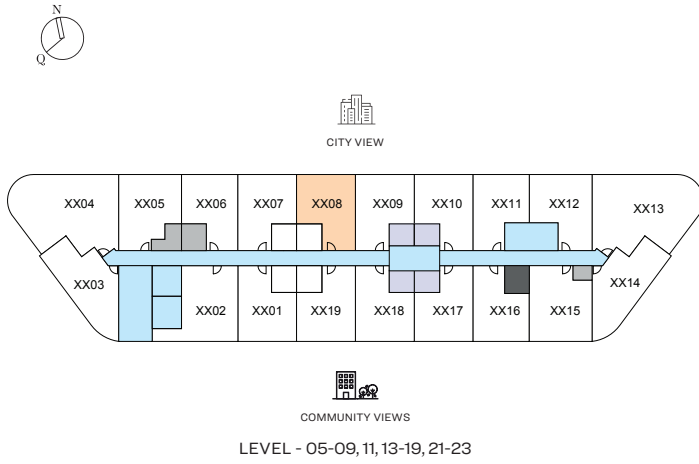 N
Q
CITY VIEW
XX04 XX05 XX06 XX07 XX08 XX09 XX10 XX11 XX12 XX13
XX03 XX14
XX02 XX01 XX19 XX18 XX17 XX16 XX15
COMMUNITY VIEWS
LEVEL - 05-09, 11, 13-19, 21-23